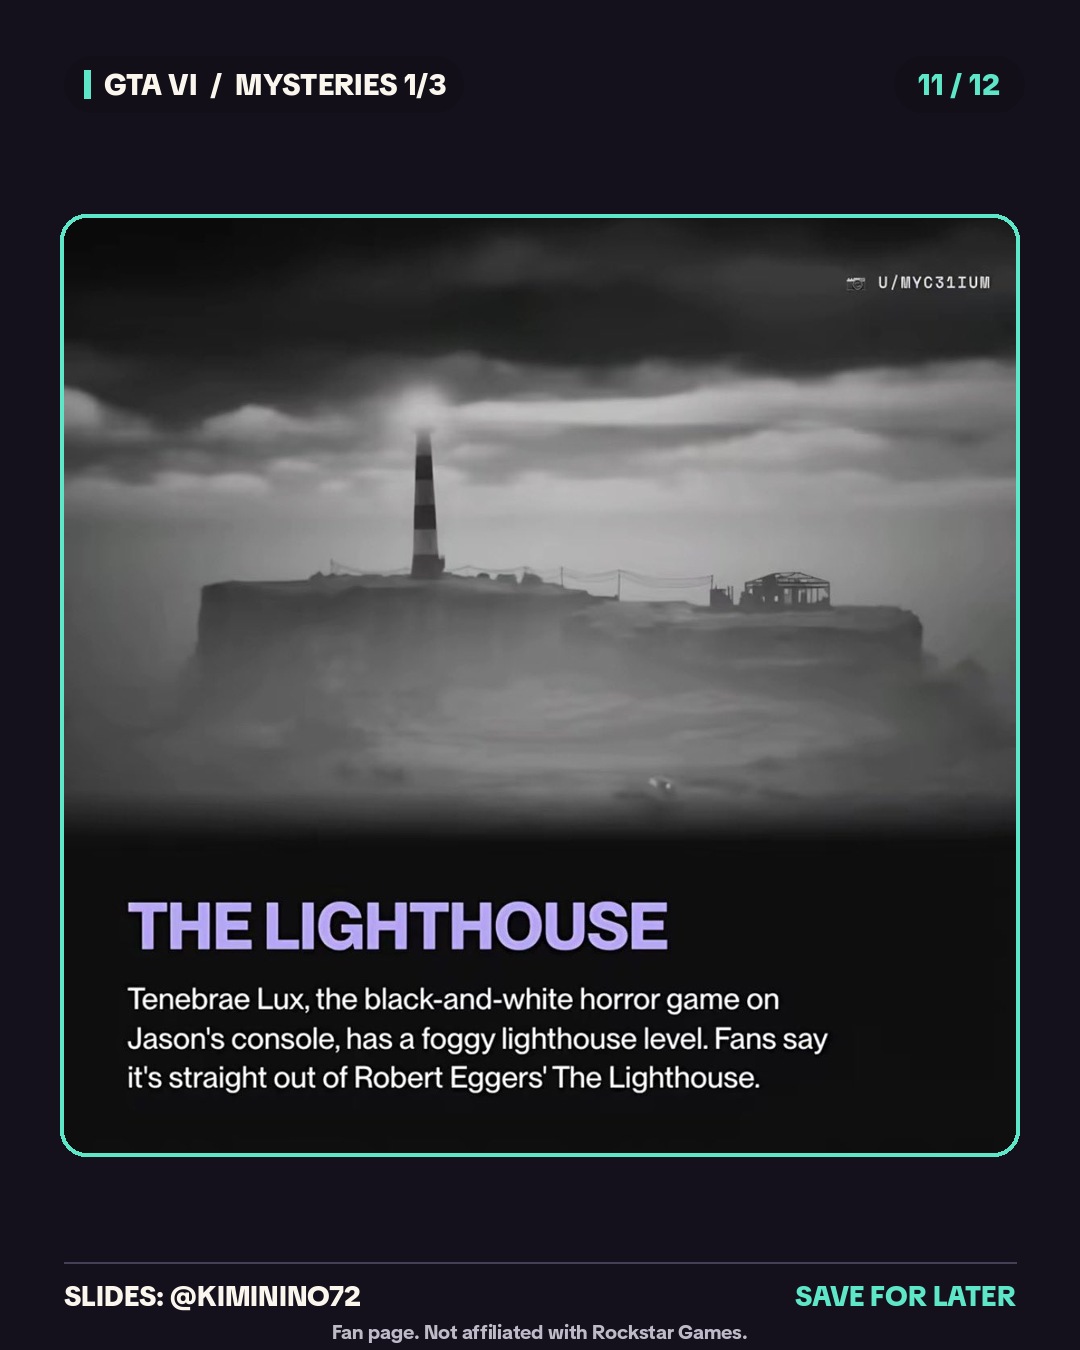 GTA VI / MYSTERIES 1/3
11 / 12
U/MYC31IUM
THE LIGHTHOUSE
Tenebrae Lux, the black-and-white horror game on
Jason's console, has a foggy lighthouse level. Fans say
it's straight out of Robert Eggers' The Lighthouse.
SLIDES: @KIMININO72
SAVE FOR LATER
Fan page. Not affiliated with Rockstar Games.